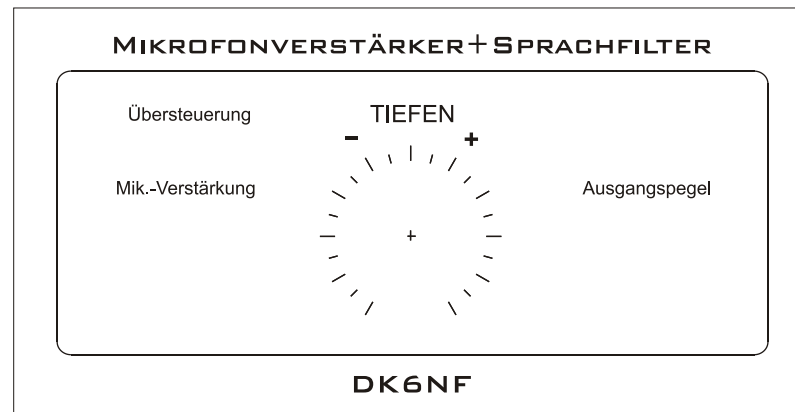 MIKROFONVERSTÄRKER+SPRACHFILTER
Übersteuerung
TIEFEN
- +
Mik.-Verstärkung
Ausgangspegel
DK6NF